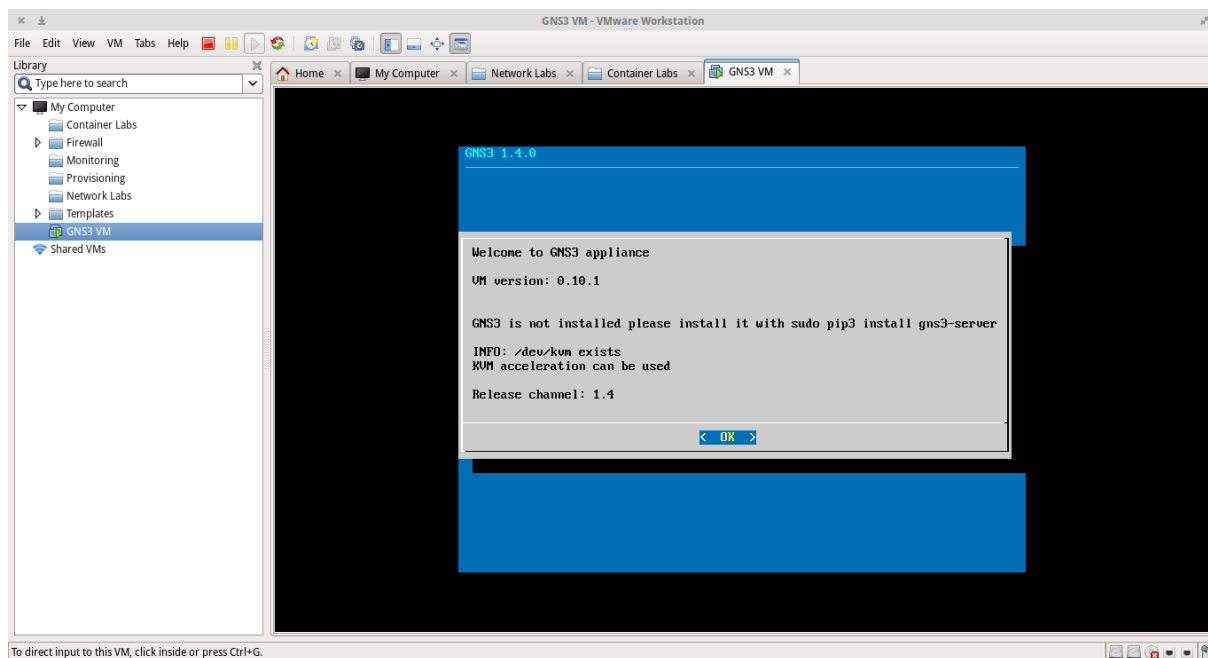 GNS3 VM - VMware Workstation
File Edit View VM Tabs Help
Library
Type here to search
Home
My Computer
Network Labs
Container Labs
GNS3 VM
My Computer
Container Labs
Firewall
Monitoring
Provisioning
Network Labs
Templates
GNS3 VM
Shared VMs
GNS3 1.4.0
Welcome to GNS3 appliance
VM version: 0.10.1
GNS3 is not installed please install it with sudo pip3 install gns3-server
INFO: /dev/kvm exists
KVM acceleration can be used
Release channel: 1.4
< OK >
To direct input to this VM, click inside or press Ctrl+G.